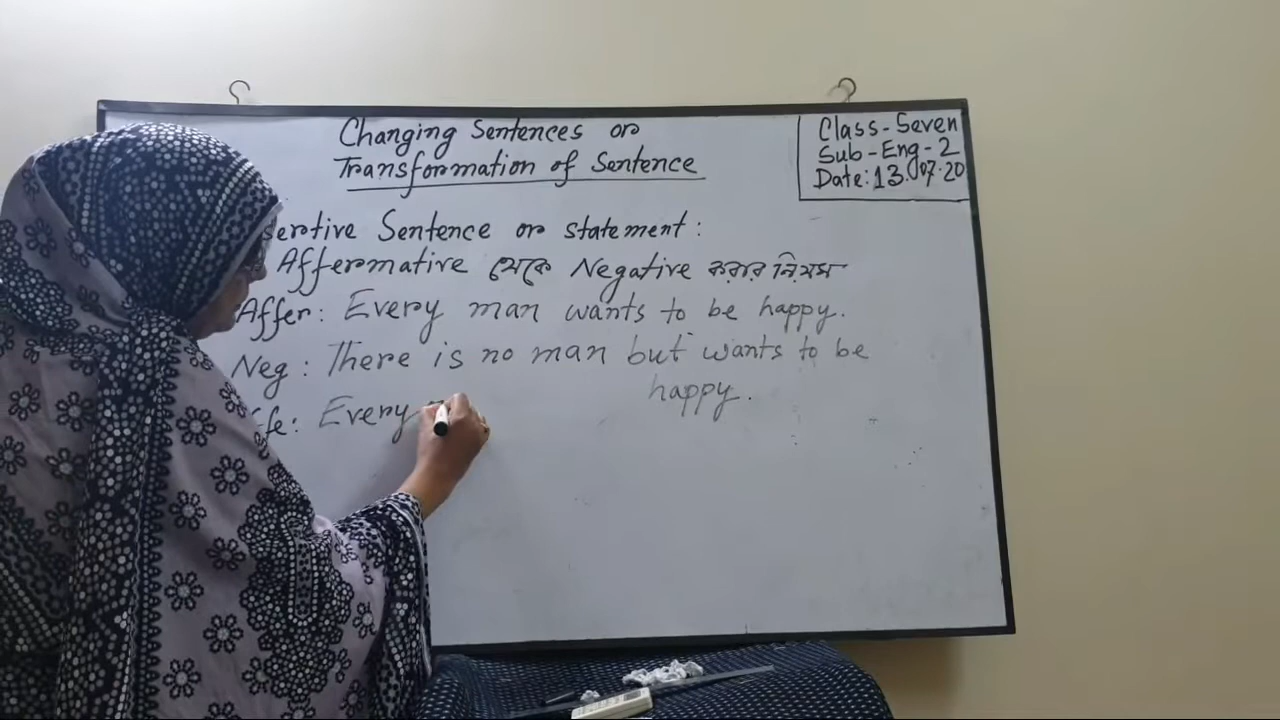 Changing Sentences or
Transformation of Sentence
Class-Seven
Sub-Eng-2
Date: 13.07.20
sertive Sentence or statement:
Affermative থেকে Negative করার নিয়ম
Affer: Every man wants to be happy.
Neg: There is no man but wants to be
happy.
fe: Every